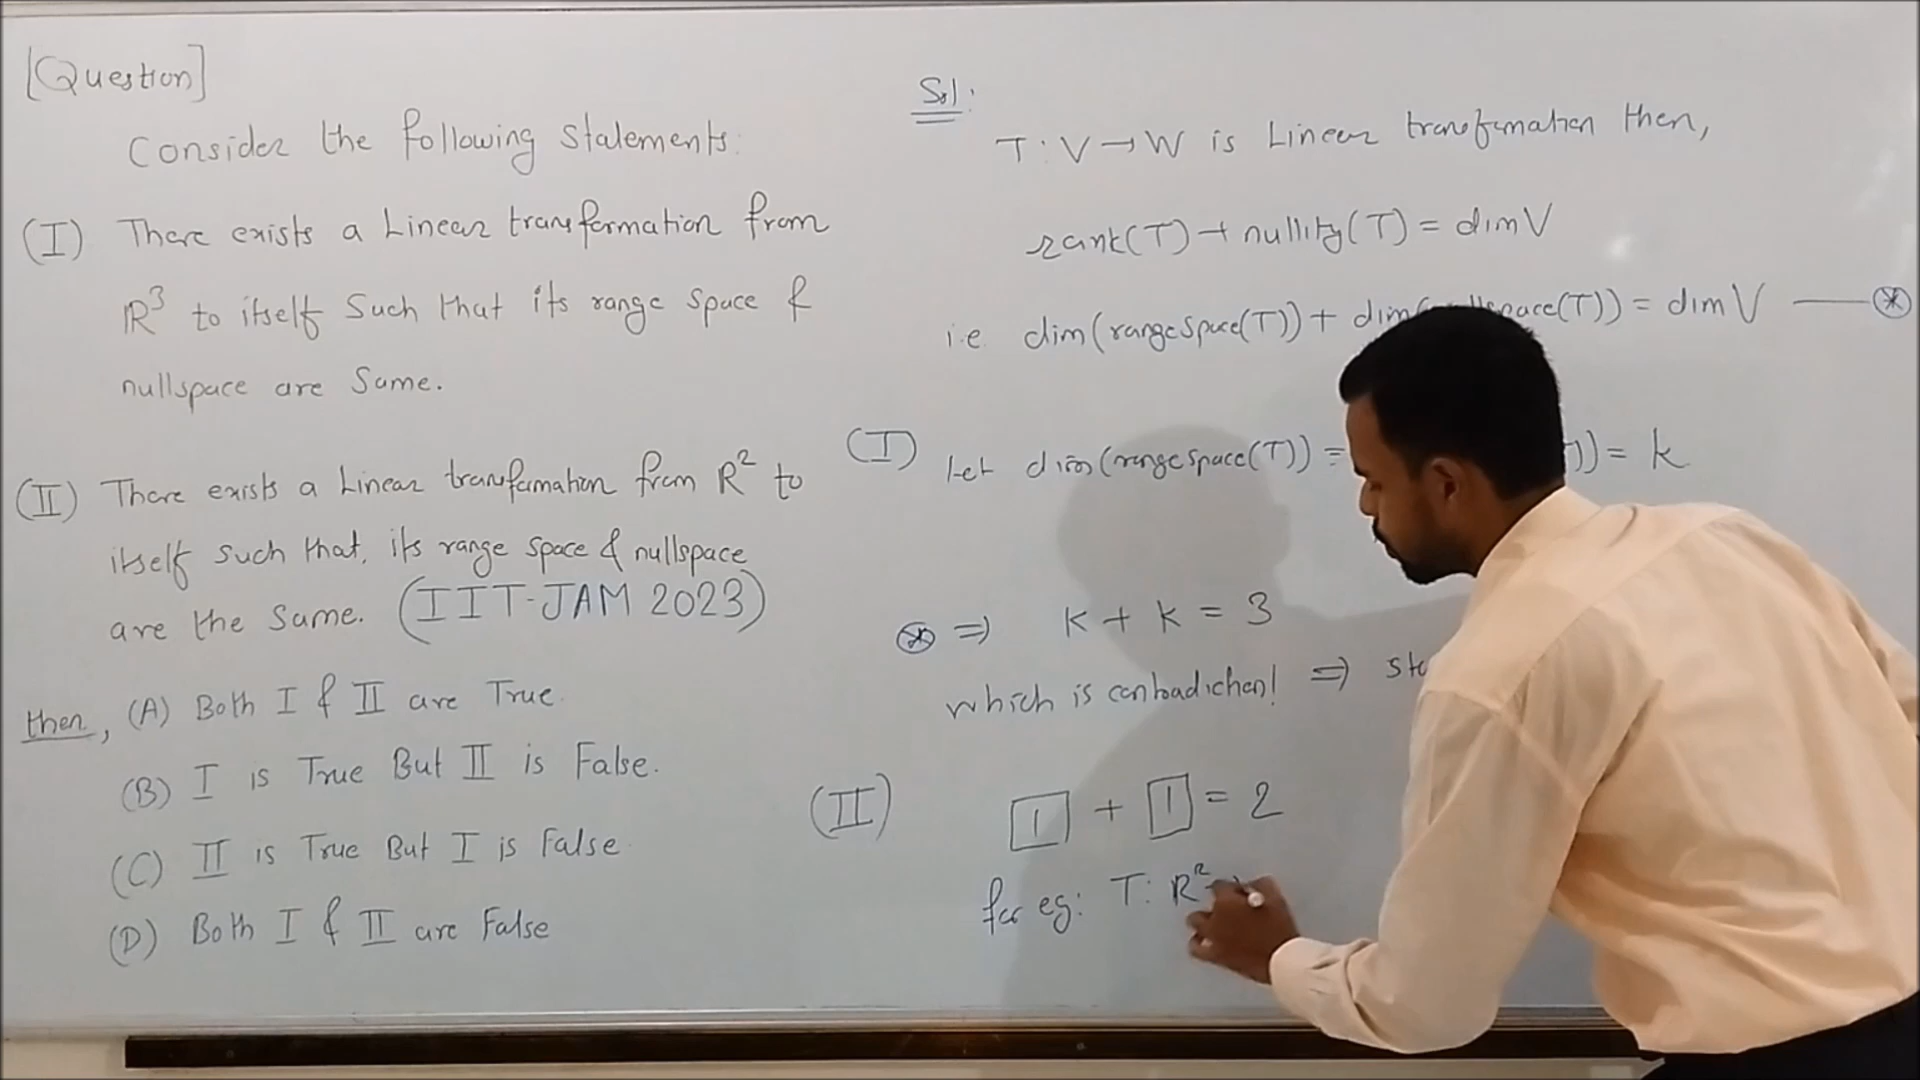 [Question]
Consider the following statements:
(I) There exists a Linear transformation from
R³ to itself Such that its range space &
nullspace are Same.
(II) There exists a Linear transformation from R² to
itself such that, its range space & nullspace
are the Same. (IIT-JAM 2023)
then, (A) Both I & II are True.
(B) I is True But II is False.
(C) II is True But I is False
(D) Both I & II are False
Sol:
T: V → W is Linear transformation then,
rank(T) + nullity(T) = dim V
i.e. dim(rangespace(T)) + dim( space(T)) = dim V — ⊛
(I) Let dim(rangespace(T)) = )) = k
⊛ ⇒ k + k = 3
which is contradiction! ⇒
(II) 1 + 1 = 2
for eg: T: R²